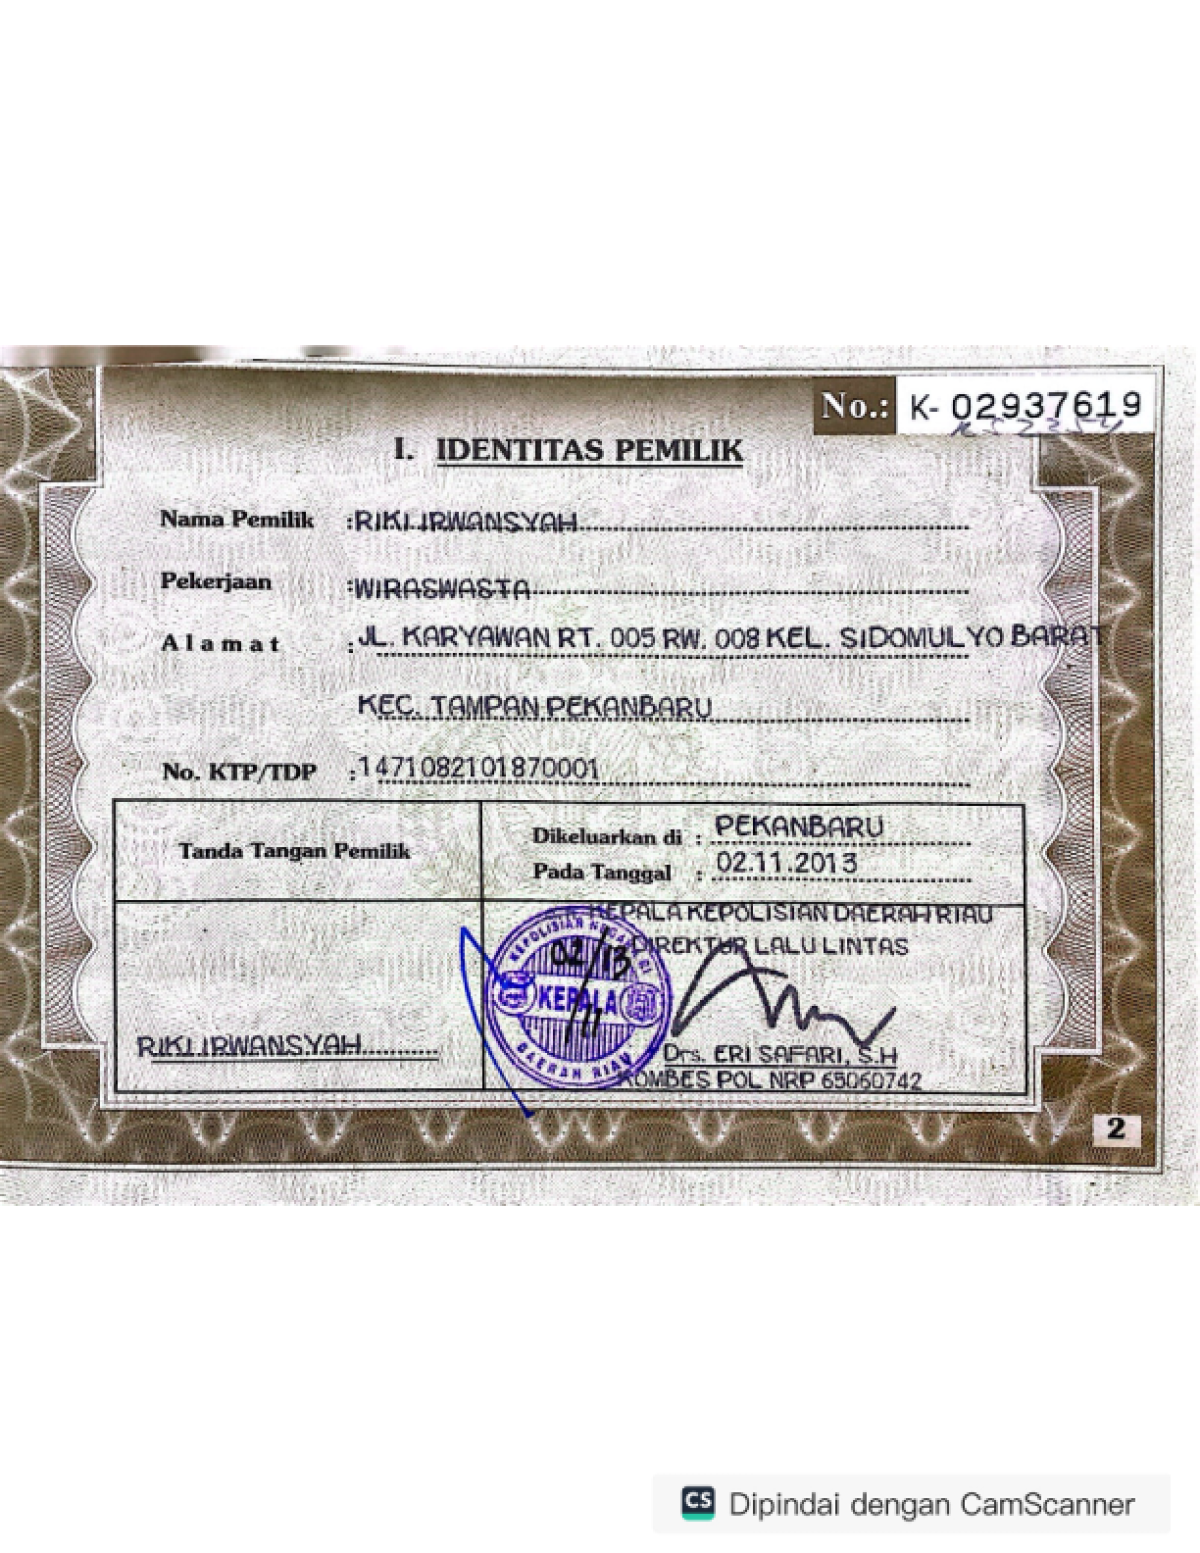 No.: K- 02937619
I. IDENTITAS PEMILIK
Nama Pemilik : RIKI IRWANSYAH
Pekerjaan : WIRASWASTA
Alamat : JL. KARYAWAN RT. 005 RW. 008 KEL. SIDOMULYO BARAT
KEC. TAMPAN PEKANBARU
No. KTP/TDP : 1471082101870001
Tanda Tangan Pemilik
Dikeluarkan di : PEKANBARU
Pada Tanggal : 02.11.2013
KEPALA KEPOLISIAN DAERAH RIAU
DIREKTUR LALU LINTAS
KEPALA
DAERAH RIAU
02/13
/11
RIKI IRWANSYAH
Drs. ERI SAFARI, S.H
KOMBES POL NRP 65060742
2
CS Dipindai dengan CamScanner